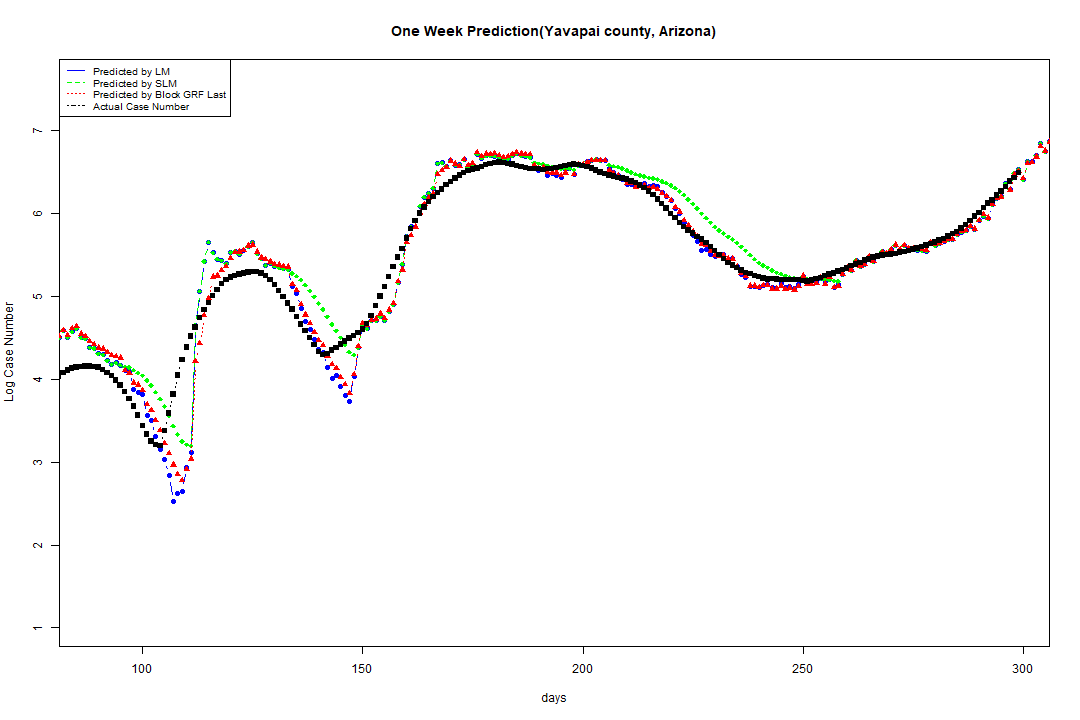 One Week Prediction(Yavapai county, Arizona)
Predicted by LM
Predicted by SLM
Predicted by Block GRF Last
Actual Case Number
7
6
5
4
3
2
1
Log Case Number
100 150 200 250 300
days